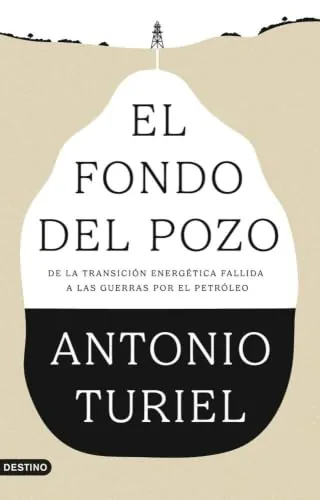 EL
FONDO
DEL POZO
DE LA TRANSICIÓN ENERGÉTICA FALLIDA
A LAS GUERRAS POR EL PETRÓLEO
ANTONIO
TURIEL
DESTINO